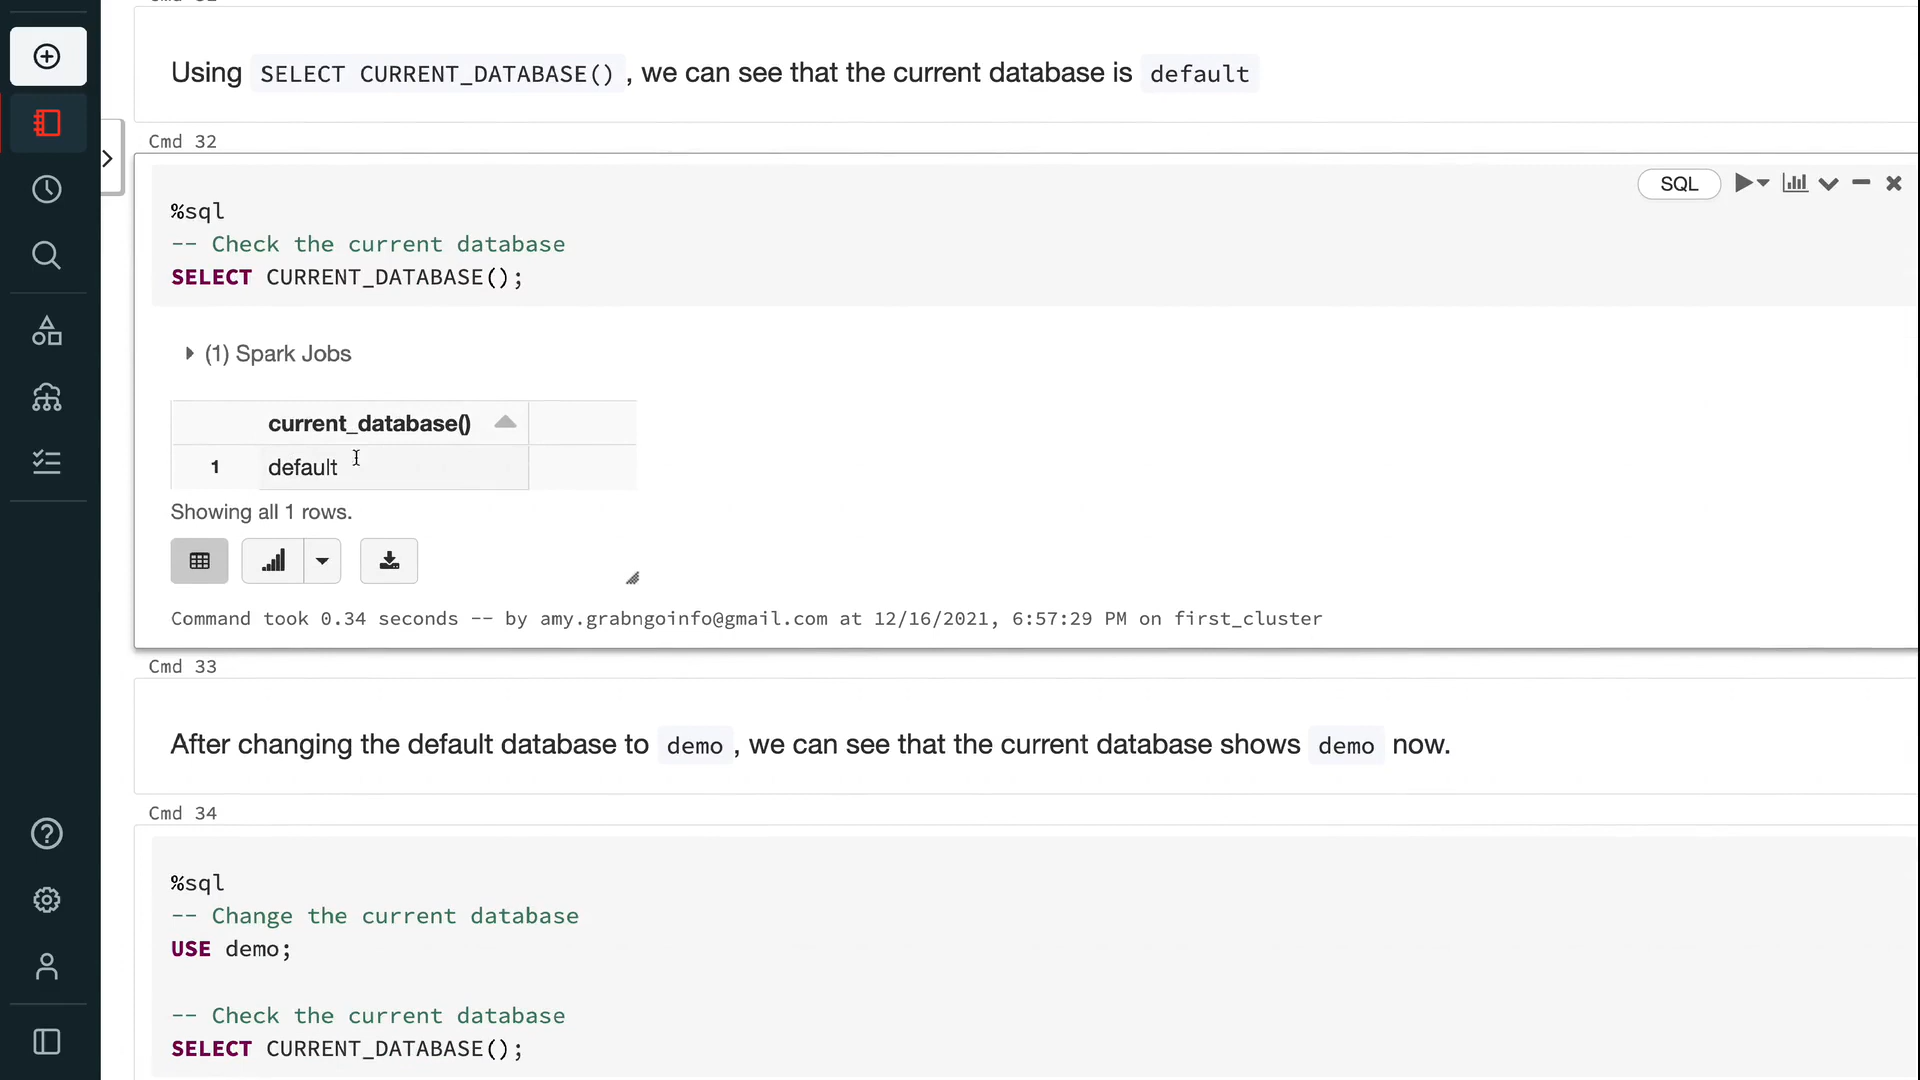 Using SELECT CURRENT_DATABASE() , we can see that the current database is default
Cmd 32
SQL
%sql
-- Check the current database
SELECT CURRENT_DATABASE();
(1) Spark Jobs
current_database()
1 default
Showing all 1 rows.
Command took 0.34 seconds -- by amy.grabngoinfo@gmail.com at 12/16/2021, 6:57:29 PM on first_cluster
Cmd 33
After changing the default database to demo , we can see that the current database shows demo now.
Cmd 34
%sql
-- Change the current database
USE demo;
-- Check the current database
SELECT CURRENT_DATABASE();